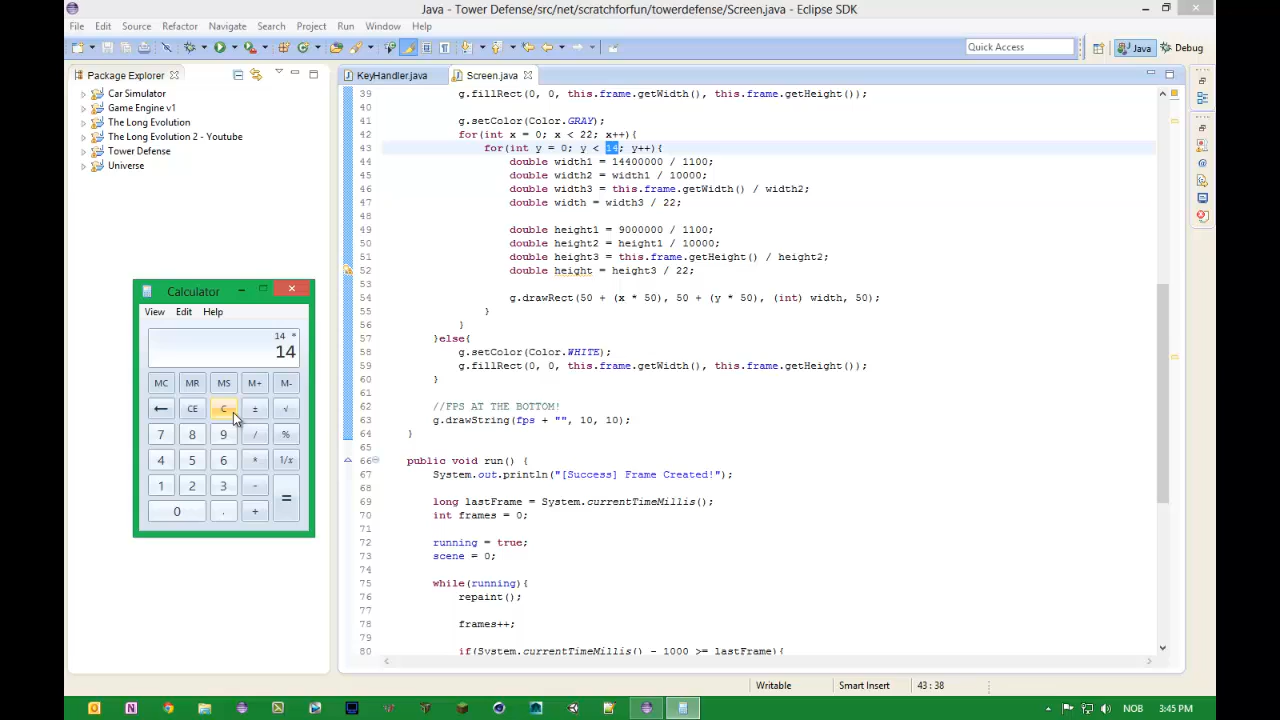 Java - Tower Defense/src/net/scratchforfun/towerdefense/Screen.java - Eclipse SDK
File Edit Source Refactor Navigate Search Project Run Window Help
Quick Access
Java
Debug
Package Explorer
Car Simulator
Game Engine v1
The Long Evolution
The Long Evolution 2 - Youtube
Tower Defense
Universe
KeyHandler.java
Screen.java
39 g.fillRect(0, 0, this.frame.getWidth(), this.frame.getHeight());
40
41 g.setColor(Color.GRAY);
42 for(int x = 0; x < 22; x++){
43 for(int y = 0; y < 14; y++){
44 double width1 = 14400000 / 1100;
45 double width2 = width1 / 10000;
46 double width3 = this.frame.getWidth() / width2;
47 double width = width3 / 22;
48
49 double height1 = 9000000 / 1100;
50 double height2 = height1 / 10000;
51 double height3 = this.frame.getHeight() / height2;
52 double height = height3 / 22;
53
54 g.drawRect(50 + (x * 50), 50 + (y * 50), (int) width, 50);
55 }
56 }
57 }else{
58 g.setColor(Color.WHITE);
59 g.fillRect(0, 0, this.frame.getWidth(), this.frame.getHeight());
60 }
61
62 //FPS AT THE BOTTOM!
63 g.drawString(fps + "", 10, 10);
64 }
65
66 public void run() {
67 System.out.println("[Success] Frame Created!");
68
69 long lastFrame = System.currentTimeMillis();
70 int frames = 0;
71
72 running = true;
73 scene = 0;
74
75 while(running){
76 repaint();
77
78 frames++;
79
80 if(System.currentTimeMillis() - 1000 >= lastFrame){
Calculator
View Edit Help
14 *
14
MC MR MS M+ M-
← CE C ± √
7 8 9 / %
4 5 6 * 1/x
1 2 3 - =
0 . +
Writable
Smart Insert
43 : 38
NOB
3:45 PM